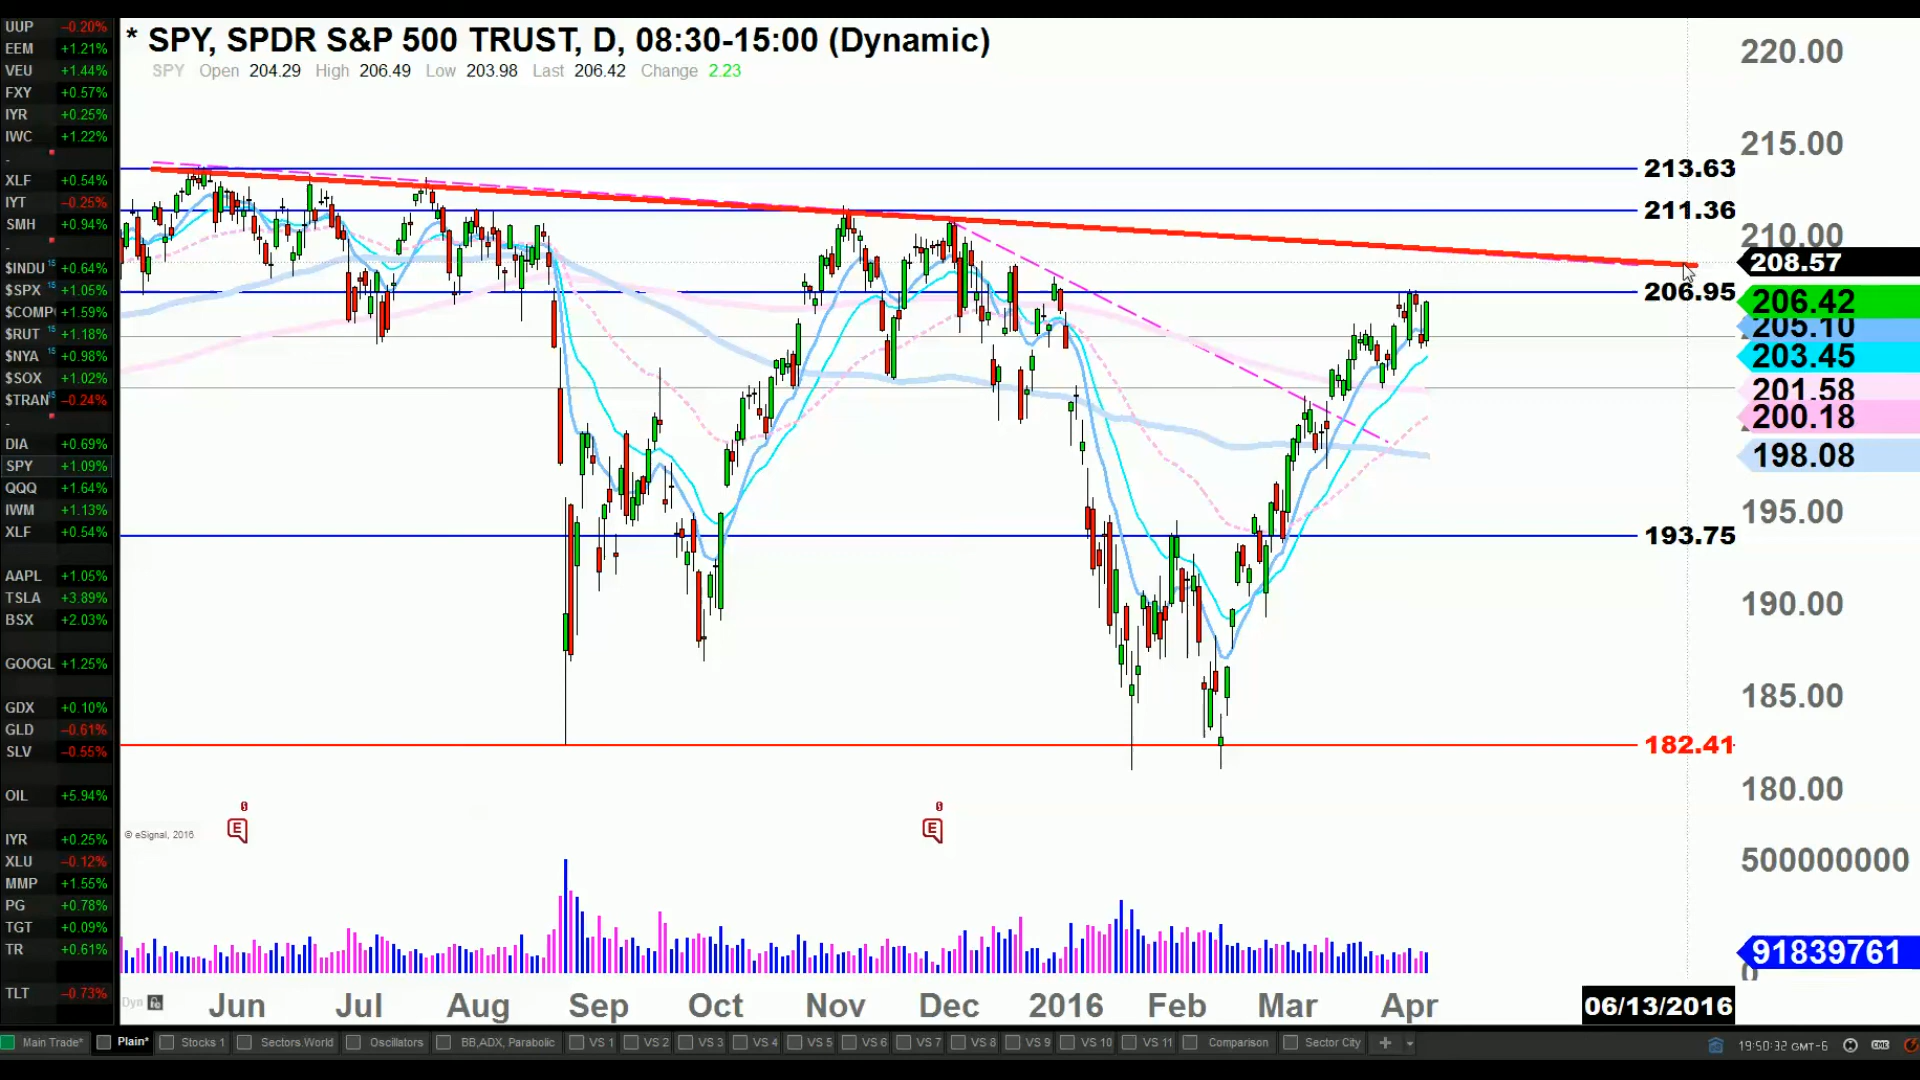 * SPY, SPDR S&P 500 TRUST, D, 08:30-15:00 (Dynamic)
SPY Open 204.29 High 206.49 Low 203.98 Last 206.42 Change 2.23
UUP -0.20%
EEM +1.21%
VEU +1.44%
FXY +0.57%
IYR +0.25%
IWC +1.22%
-
XLF +0.54%
IYT -0.25%
SMH +0.94%
-
$INDU 15 +0.64%
$SPX 15 +1.05%
$COMP +1.59%
$RUT 15 +1.18%
$NYA 15 +0.98%
$SOX +1.02%
$TRAN 15 -0.24%
-
DIA +0.69%
SPY +1.09%
QQQ +1.64%
IWM +1.13%
XLF +0.54%
AAPL +1.05%
TSLA +3.89%
BSX +2.03%
GOOGL +1.25%
GDX +0.10%
GLD -0.61%
SLV -0.55%
OIL +5.94%
IYR +0.25%
XLU -0.12%
MMP +1.55%
PG +0.78%
TGT +0.09%
TR +0.61%
TLT -0.73%
220.00
215.00
213.63
211.36
210.00
208.57
206.95
206.42
205.10
203.45
201.58
200.18
198.08
195.00
193.75
190.00
185.00
182.41
180.00
E
E
© eSignal, 2016
500000000
91839761
0
Dyn
Jun Jul Aug Sep Oct Nov Dec 2016 Feb Mar Apr 06/13/2016
Main Trade* Plain* Stocks 1 Sectors.World Oscillators BB,ADX, Parabolic VS 1 VS 2 VS 3 VS 4 VS 5 VS 6 VS 7 VS 8 VS 9 VS 10 VS 11 Comparison Sector City + 19:50:32 GMT-6 CME